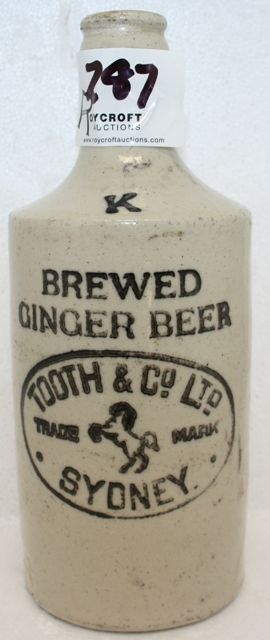 787
ROYCROFT
AUCTIONS
www.roycroftauctions.com
K
BREWED
GINGER BEER
TOOTH & Co LTD
TRADE MARK
SYDNEY.